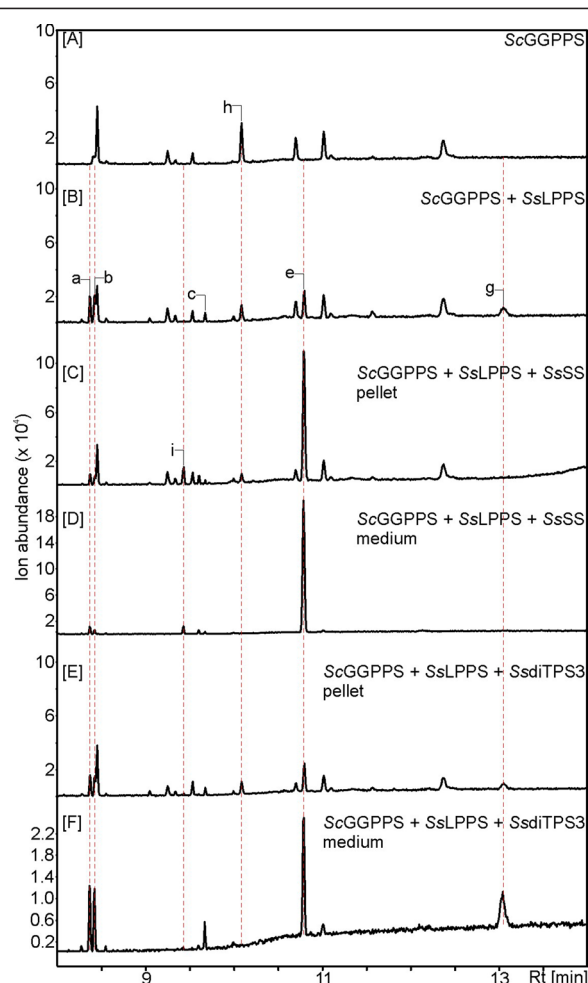 10
[A]
ScGGPPS
6
h
2
10
[B]
ScGGPPS + SsLPPS
6
a
b
c
e
g
2
10
[C]
ScGGPPS + SsLPPS + SsSS
pellet
6
i
2
Ion abundance (x 10⁴)
18
[D]
ScGGPPS + SsLPPS + SsSS
medium
14
10
6
2
10
[E]
ScGGPPS + SsLPPS + SsdiTPS3
pellet
6
2
[F]
ScGGPPS + SsLPPS + SsdiTPS3
medium
2.2
1.8
1.4
1.0
0.6
0.2
9
11
13
Rt [min]